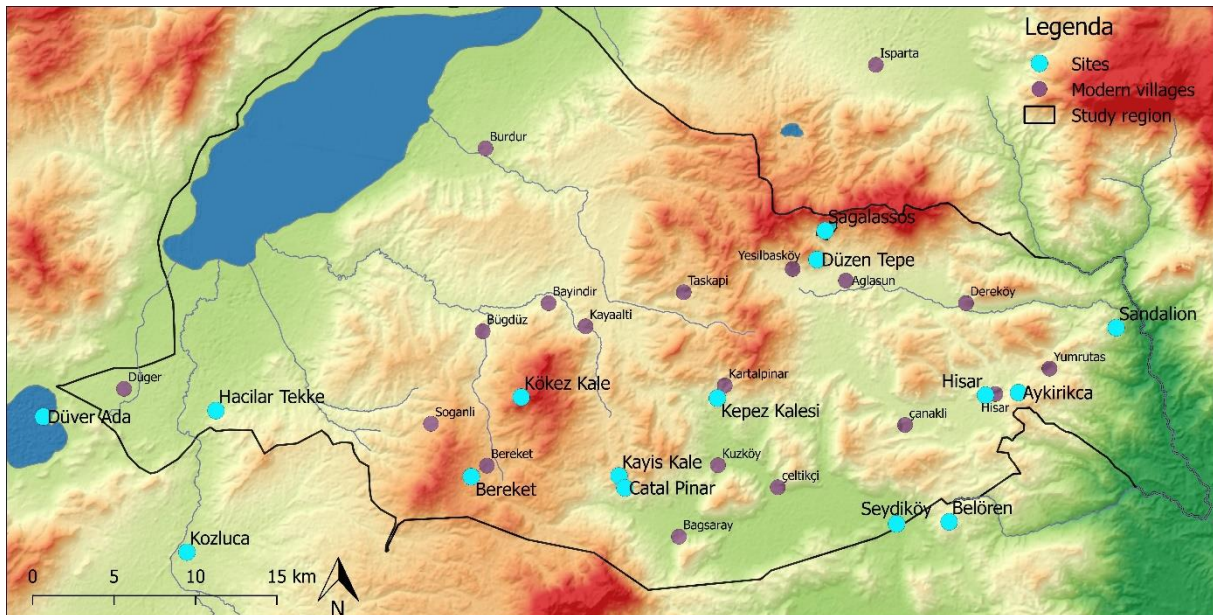 Legenda
Sites
Modern villages
Study region
Isparta
Burdur
Sagalassos
Yesilbasköy
Düzen Tepe
Aglasun
Taskapi
Bayindir
Dereköy
Kayaalti
Bügdüz
Sandalion
Yumrutas
Düger
Kartalpinar
Kökez Kale
Hisar
Aykirikca
Hisar
Hacilar Tekke
Kepez Kalesi
Düver Ada
Soganli
çanakli
Bereket
Kayis Kale
Kuzköy
Bereket
Catal Pinar
çeltikçi
Seydiköy
Belören
Bagsaray
Kozluca
0 5 10 15 km
N